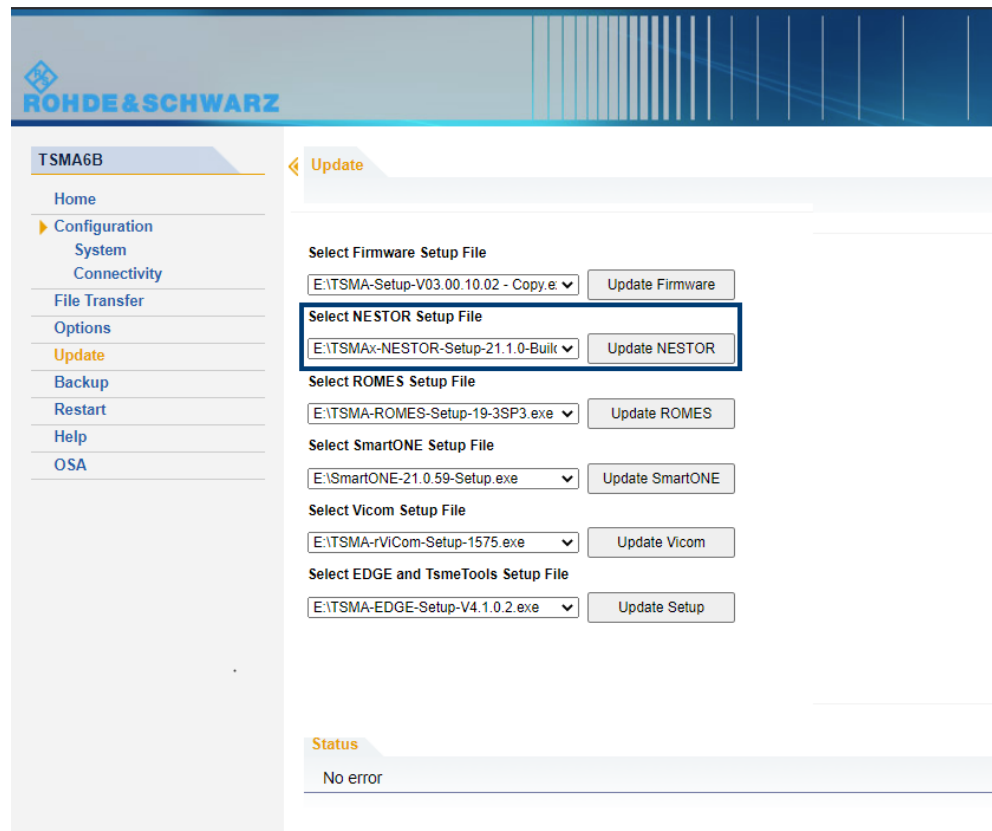 R&S
ROHDE&SCHWARZ
TSMA6B
Home
Configuration
System
Connectivity
File Transfer
Options
Update
Backup
Restart
Help
OSA
Update
Select Firmware Setup File
E:\TSMA-Setup-V03.00.10.02 - Copy.e: Update Firmware
Select NESTOR Setup File
E:\TSMAx-NESTOR-Setup-21.1.0-Builc Update NESTOR
Select ROMES Setup File
E:\TSMA-ROMES-Setup-19-3SP3.exe Update ROMES
Select SmartONE Setup File
E:\SmartONE-21.0.59-Setup.exe Update SmartONE
Select Vicom Setup File
E:\TSMA-rViCom-Setup-1575.exe Update Vicom
Select EDGE and TsmeTools Setup File
E:\TSMA-EDGE-Setup-V4.1.0.2.exe Update Setup
Status
No error